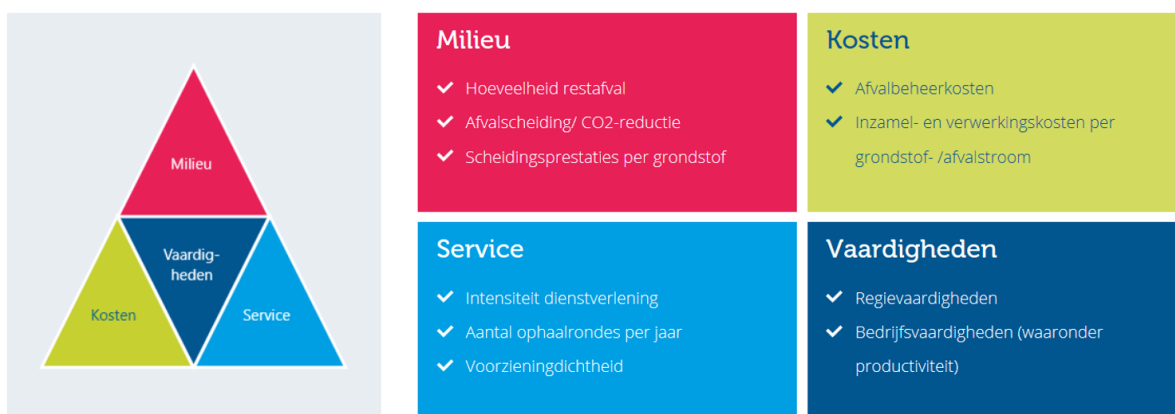 Milieu
Vaardig-
heden
Kosten
Service
Milieu
Hoeveelheid restafval
Afvalscheiding/ CO2-reductie
Scheidingsprestaties per grondstof
Kosten
Afvalbeheerkosten
Inzamel- en verwerkingskosten per
grondstof- /afvalstroom
Service
Intensiteit dienstverlening
Aantal ophaalrondes per jaar
Voorzieningdichtheid
Vaardigheden
Regievaardigheden
Bedrijfsvaardigheden (waaronder
productiviteit)